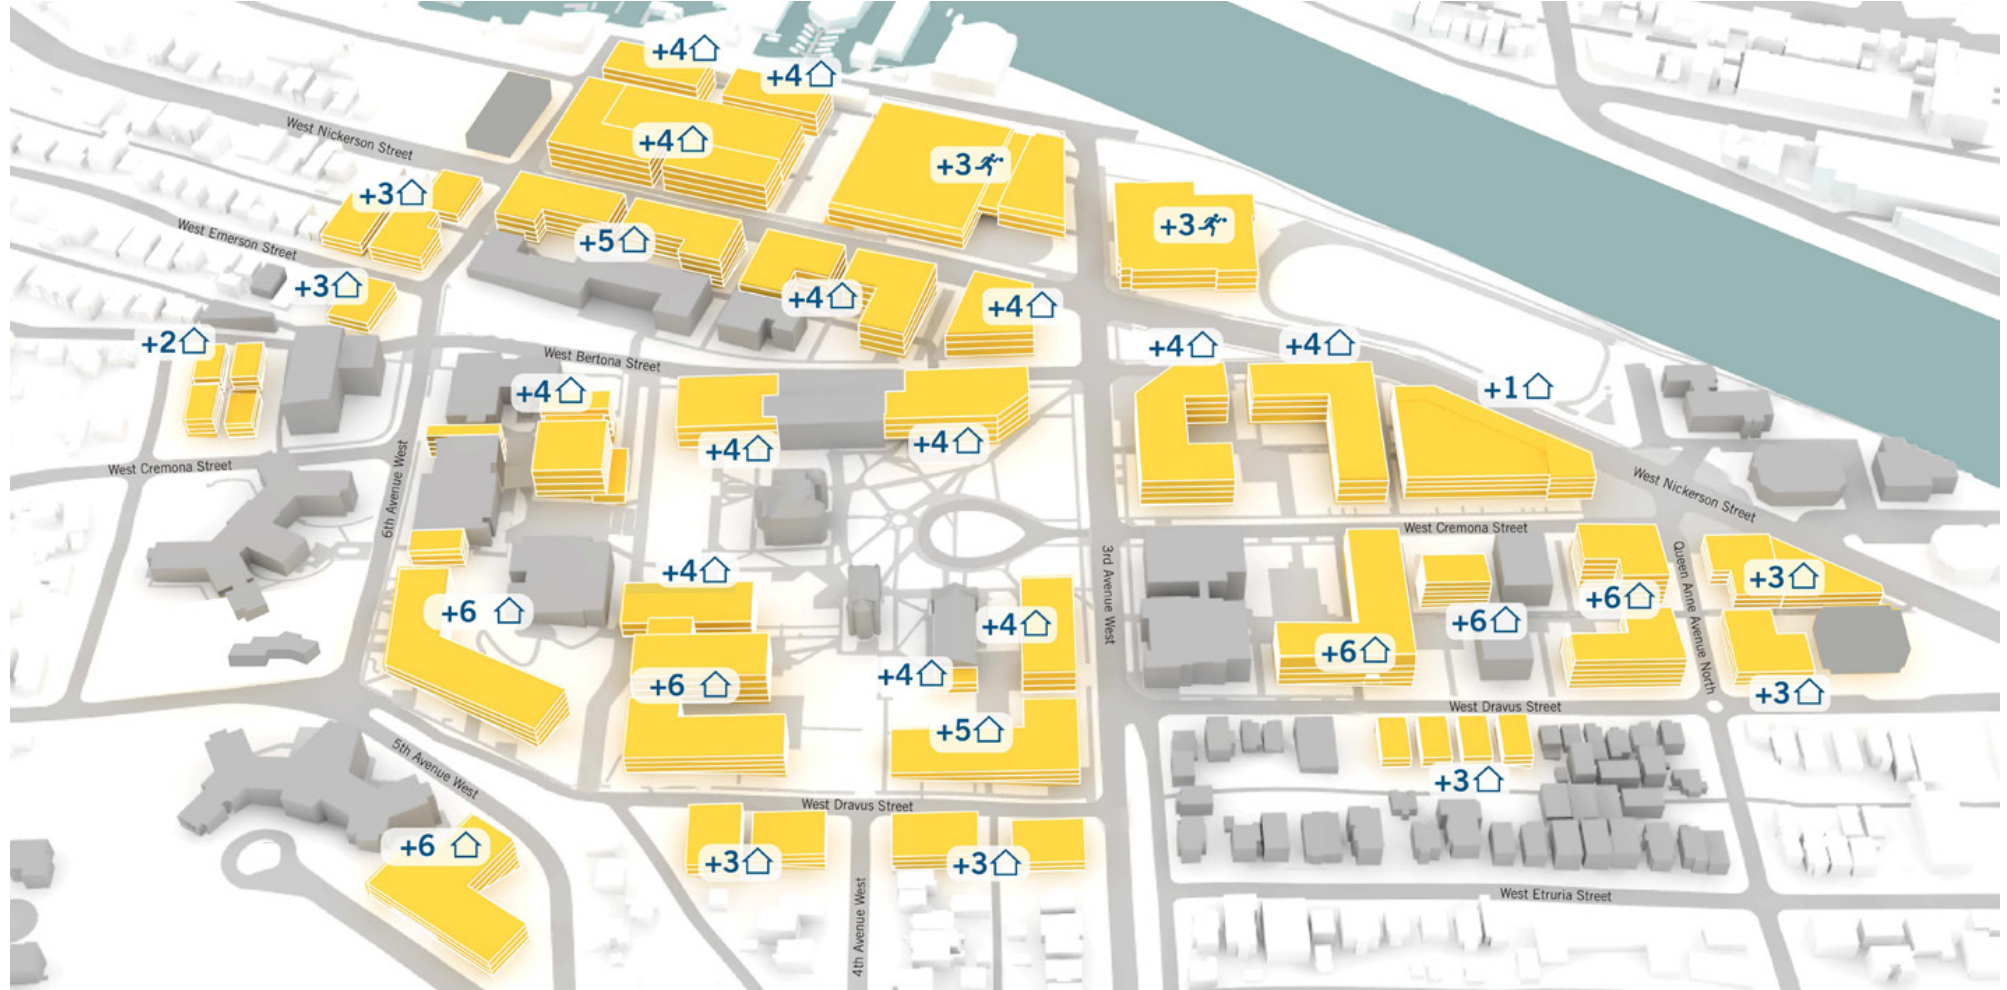 +4
+4
West Nickerson Street
+4
+3
+3
+3
West Emerson Street
+5
+3
+4
+4
+2
+4
+4
West Bertona Street
+4
+1
+4
+4
West Cremona Street
6th Avenue West
West Nickerson Street
West Cremona Street
3rd Avenue West
Queen Anne Avenue North
+4
+3
+6
+6
+6
+4
+6
+4
+6
+3
West Dravus Street
+5
5th Avenue West
+3
West Dravus Street
+6
+3
+3
West Etruria Street
4th Avenue West